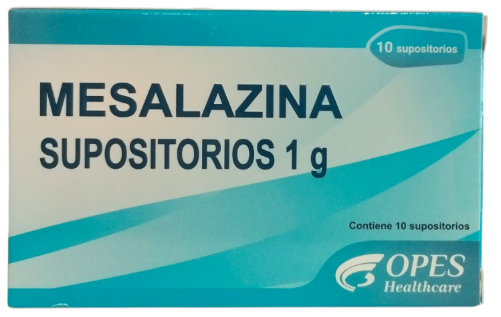 10 supositorios
MESALAZINA
SUPOSITORIOS 1 g
Contiene 10 supositorios
OPES
Healthcare